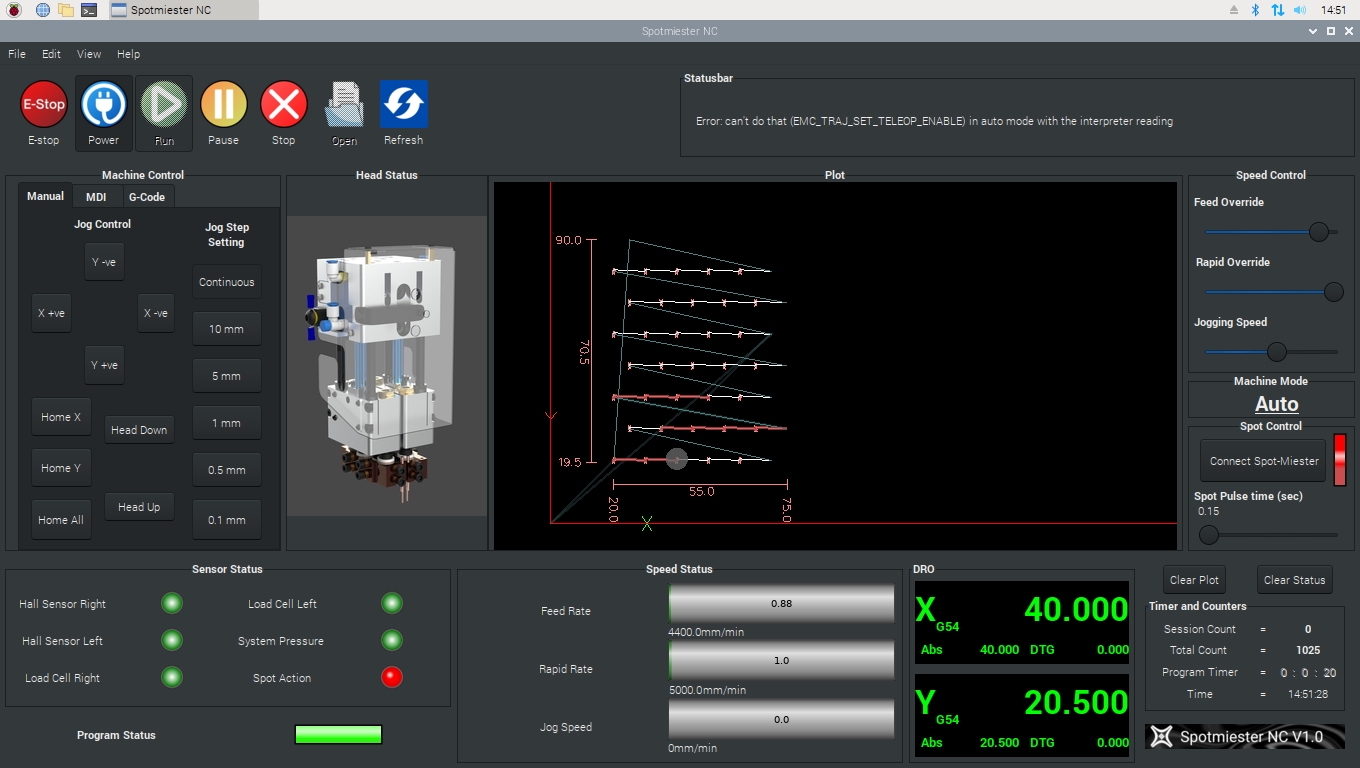 Spotmiester NC
14:51
Spotmiester NC
File Edit View Help
E-Stop
E-stop Power Run Pause Stop Open Refresh
Statusbar
Error: can't do that (EMC_TRAJ_SET_TELEOP_ENABLE) in auto mode with the interpreter reading
Machine Control
Manual MDI G-Code
Jog Control
Jog Step
Setting
Y -ve
X +ve
X -ve
Y +ve
Continuous
10 mm
5 mm
1 mm
0.5 mm
0.1 mm
Home X
Home Y
Home All
Head Down
Head Up
Head Status
Plot
90.0
70.5
19.5
55.0
20.0
75.0
X
Speed Control
Feed Override
Rapid Override
Jogging Speed
Machine Mode
Auto
Spot Control
Connect Spot-Miester
Spot Pulse time (sec)
0.15
Sensor Status
Hall Sensor Right
Load Cell Left
Hall Sensor Left
System Pressure
Load Cell Right
Spot Action
Program Status
Speed Status
Feed Rate
0.88
4400.0mm/min
Rapid Rate
1.0
5000.0mm/min
Jog Speed
0.0
0mm/min
DRO
X G54 40.000
Abs 40.000 DTG 0.000
Y G54 20.500
Abs 20.500 DTG 0.000
Clear Plot
Clear Status
Timer and Counters
Session Count = 0
Total Count = 1025
Program Timer = 0 : 0 : 20
Time = 14:51:28
Spotmiester NC V1.0